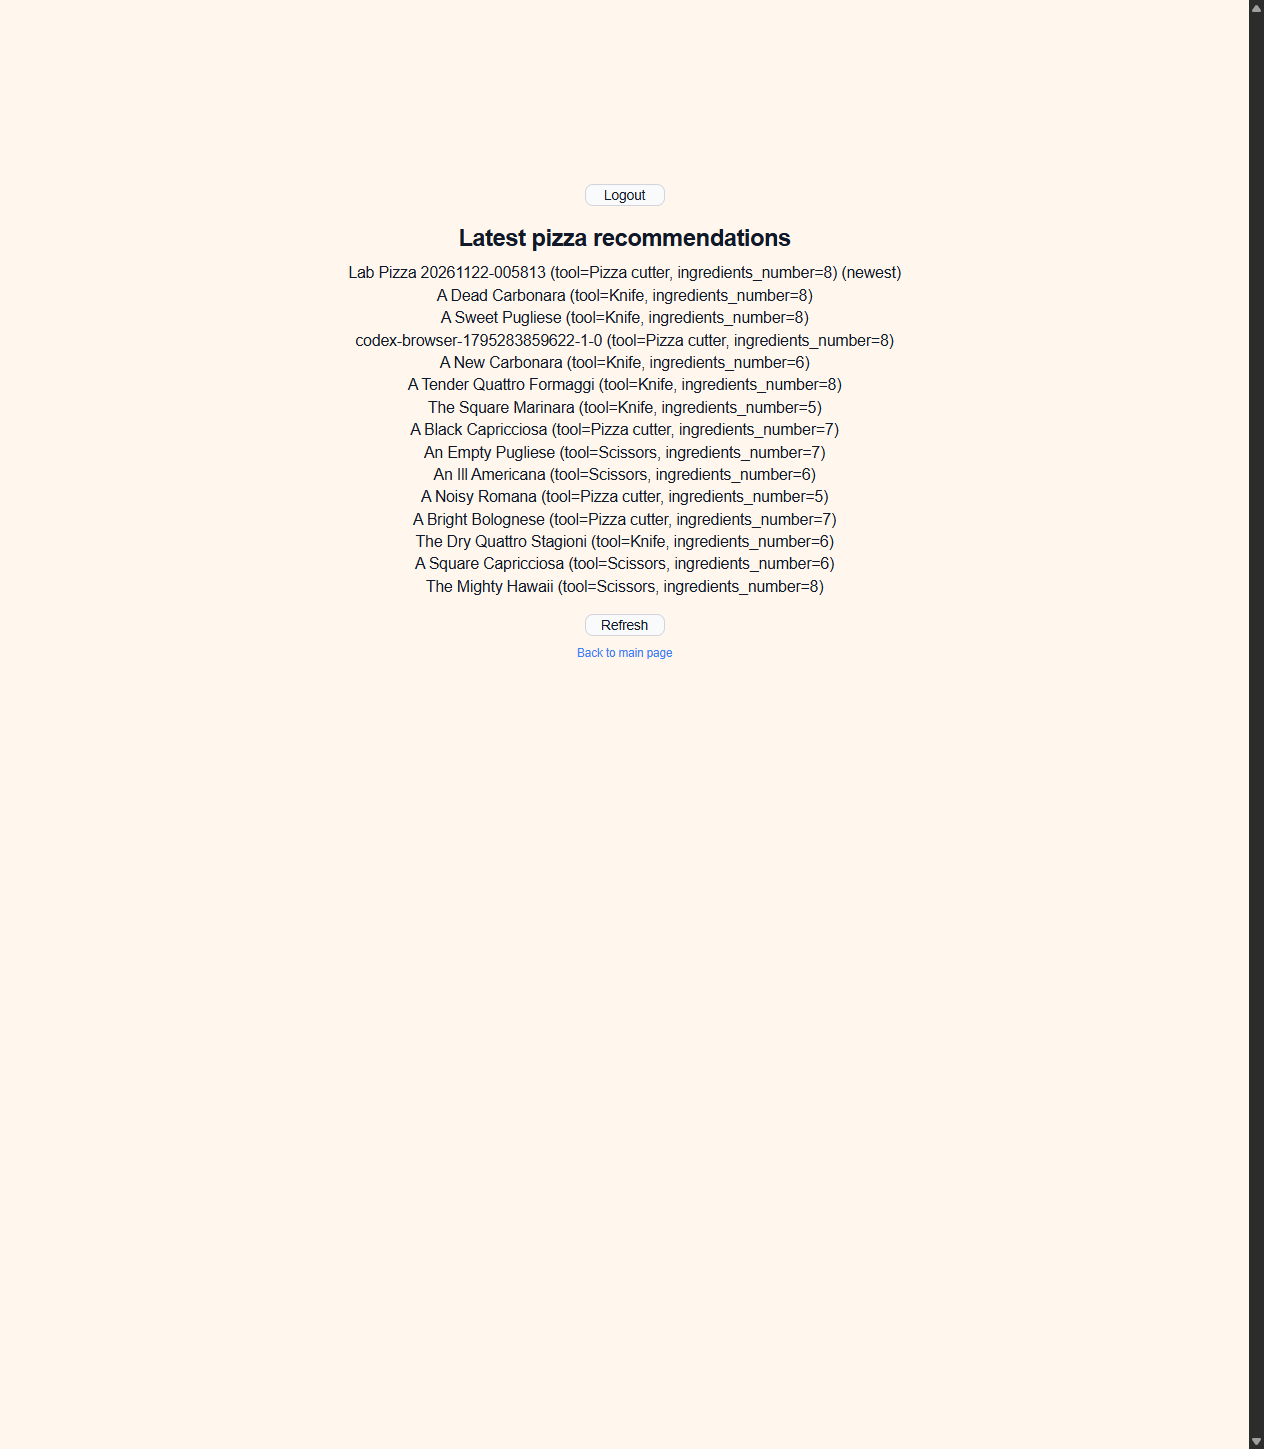 Logout
Latest pizza recommendations
Lab Pizza 20261122-005813 (tool=Pizza cutter, ingredients_number=8) (newest)
A Dead Carbonara (tool=Knife, ingredients_number=8)
A Sweet Pugliese (tool=Knife, ingredients_number=8)
codex-browser-1795283859622-1-0 (tool=Pizza cutter, ingredients_number=8)
A New Carbonara (tool=Knife, ingredients_number=6)
A Tender Quattro Formaggi (tool=Knife, ingredients_number=8)
The Square Marinara (tool=Knife, ingredients_number=5)
A Black Capricciosa (tool=Pizza cutter, ingredients_number=7)
An Empty Pugliese (tool=Scissors, ingredients_number=7)
An Ill Americana (tool=Scissors, ingredients_number=6)
A Noisy Romana (tool=Pizza cutter, ingredients_number=5)
A Bright Bolognese (tool=Pizza cutter, ingredients_number=7)
The Dry Quattro Stagioni (tool=Knife, ingredients_number=6)
A Square Capricciosa (tool=Scissors, ingredients_number=6)
The Mighty Hawaii (tool=Scissors, ingredients_number=8)
Refresh
Back to main page